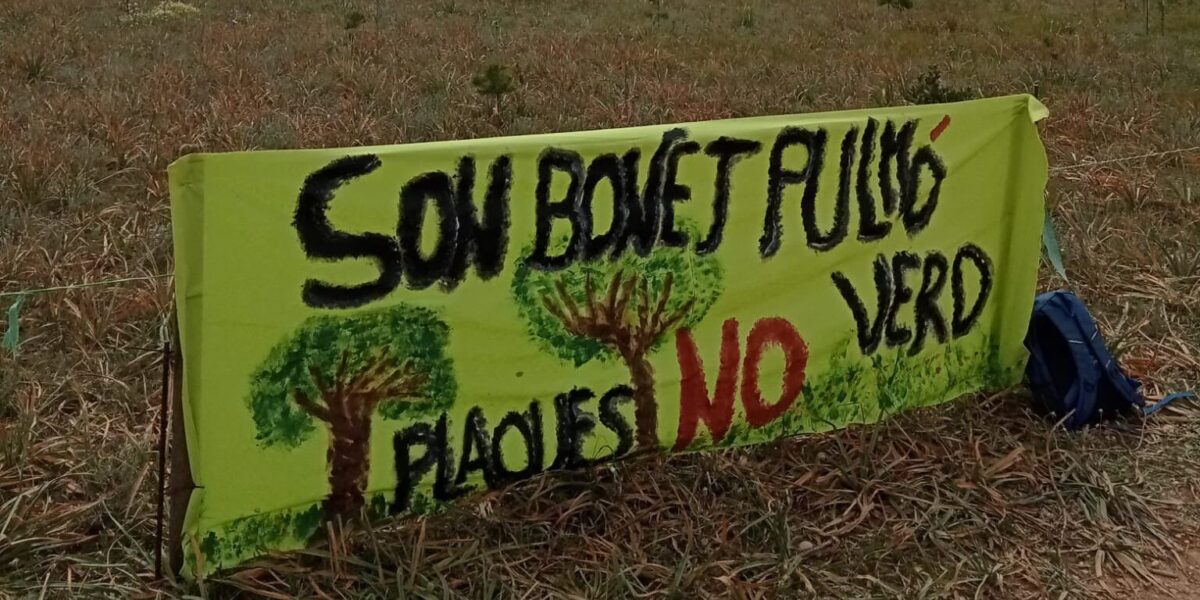 SON BONET PULMÓ
VERD
PLAQUES NO